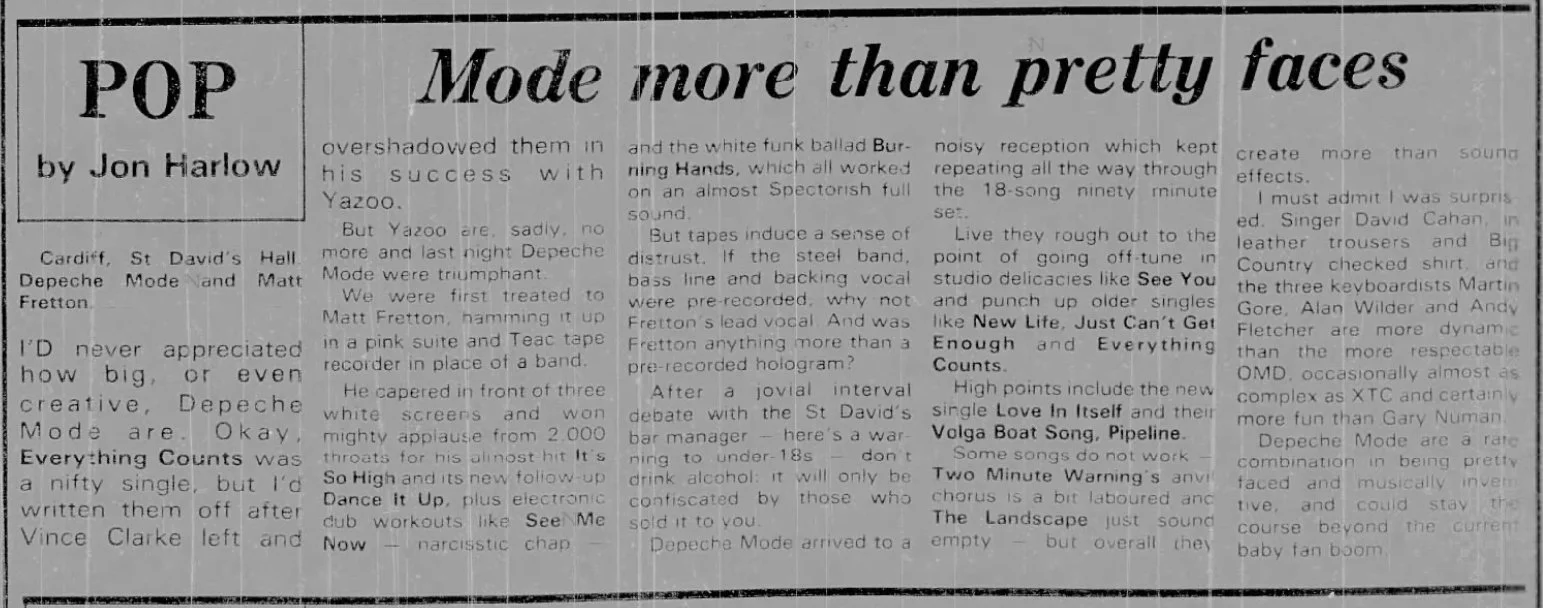 POP
by Jon Harlow
Mode more than pretty faces
Cardiff, St David's Hall.
Depeche Mode and Matt
Fretton.
I'D never appreciated
how big, or even
creative, Depeche
Mode are. Okay,
Everything Counts was
a nifty single, but I'd
written them off after
Vince Clarke left and
overshadowed them in
his success with
Yazoo.
But Yazoo are, sadly, no
more and last night Depeche
Mode were triumphant.
We were first treated to
Matt Fretton, hamming it up
in a pink suite and Teac tape
recorder in place of a band.
He capered in front of three
white screens and won
mighty applause from 2,000
throats for his almost hit It's
So High and its new follow-up
Dance It Up, plus electronic
dub workouts like See Me
Now — narcisstic chap —
and the white funk ballad Bur-
ning Hands, which all worked
on an almost Spectorish full
sound.
But tapes induce a sense of
distrust. If the steel band,
bass line and backing vocal
were pre-recorded, why not
Fretton's lead vocal. And was
Fretton anything more than a
pre-recorded hologram?
After a jovial interval
debate with the St David's
bar manager — here's a war-
ning to under-18s — don't
drink alcohol: it will only be
confiscated by those who
sold it to you.
Depeche Mode arrived to a
noisy reception which kept
repeating all the way through
the 18-song ninety minute
set.
Live they rough out to the
point of going off-tune in
studio delicacies like See You
and punch up older singles
like New Life, Just Can't Get
Enough and Everything
Counts.
High points include the new
single Love In Itself and their
Volga Boat Song, Pipeline.
Some songs do not work —
Two Minute Warning's anvil
chorus is a bit laboured and
The Landscape just sound
empty — but overall they
create more than sound
effects.
I must admit I was surpris-
ed. Singer David Cahan, in
leather trousers and Big
Country checked shirt, and
the three keyboardists Martin
Gore, Alan Wilder and Andy
Fletcher are more dynamic
than the more respectable
OMD, occasionally almost as
complex as XTC and certainly
more fun than Gary Numan.
Depeche Mode are a rare
combination in being pretty
faced and musically inven-
tive, and could stay the
course beyond the current
baby fan boom.